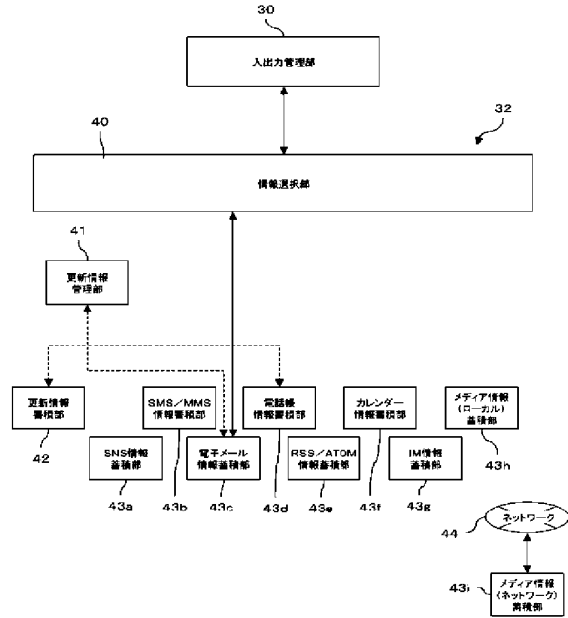 30
入出力管理部
32
40
情報選択部
41
更新情報
管理部
更新情報
蓄積部
42
SMS/MMS
情報蓄積部
電話帳
情報蓄積部
カレンダー
情報蓄積部
メディア情報
(ローカル)
蓄積部
43h
SNS情報
蓄積部
電子メール
情報蓄積部
RSS/ATOM
情報蓄積部
IM情報
蓄積部
43a
43b
43c
43d
43e
43f
43g
44
ネットワーク
43i
メディア情報
(ネットワーク)
蓄積部